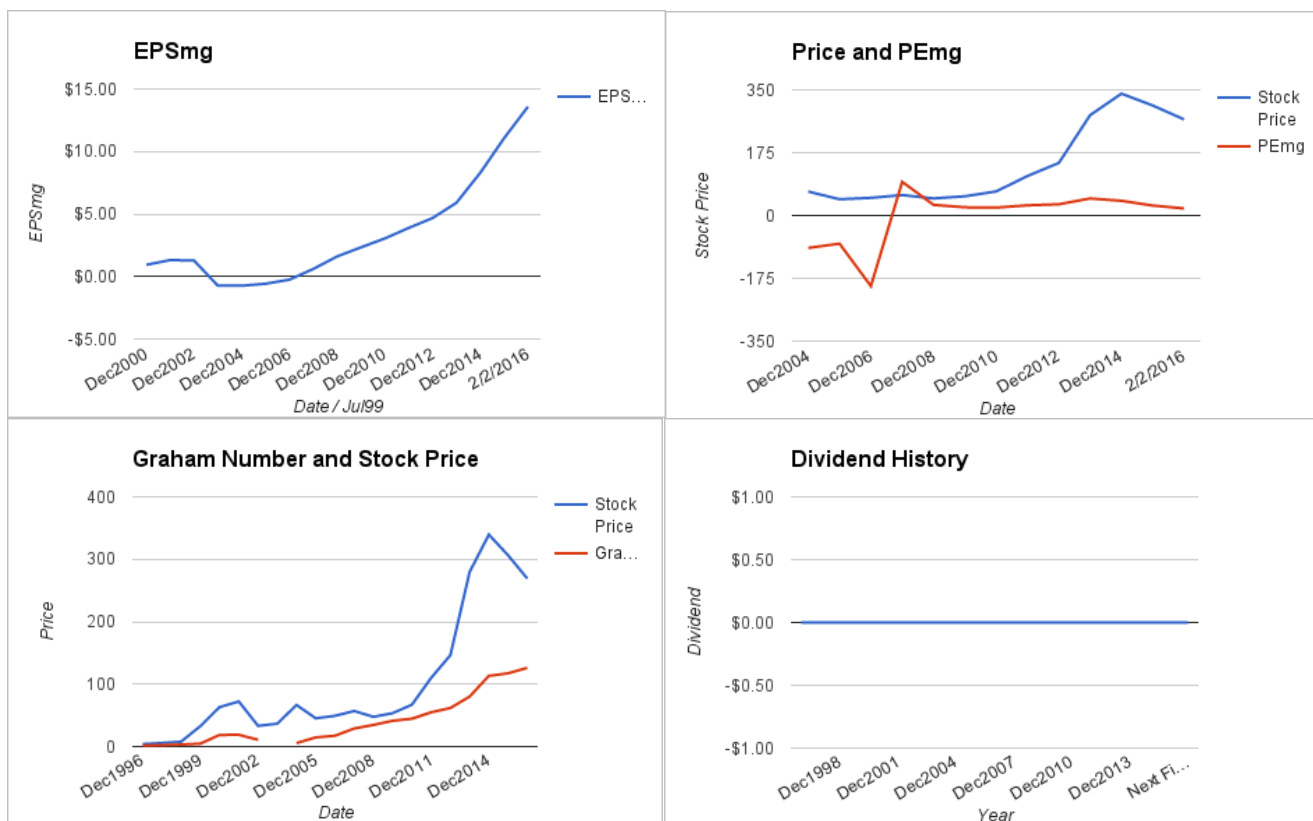 EPSmg
$15.00
$10.00
$5.00
$0.00
-$5.00
EPSmg
EPS...
Dec2000
Dec2002
Dec2004
Dec2006
Dec2008
Dec2010
Dec2012
Dec2014
2/2/2016
Date / Jul99
Price and PEmg
350
175
0
-175
-350
Stock Price
Stock
Price
PEmg
Dec2004
Dec2006
Dec2008
Dec2010
Dec2012
Dec2014
2/2/2016
Date
Graham Number and Stock Price
400
300
200
100
0
Price
Stock
Price
Gra...
Dec1996
Dec1999
Dec2002
Dec2005
Dec2008
Dec2011
Dec2014
Date
Dividend History
$1.00
$0.50
$0.00
-$0.50
-$1.00
Dividend
Dec1998
Dec2001
Dec2004
Dec2007
Dec2010
Dec2013
Next Fi...
Year